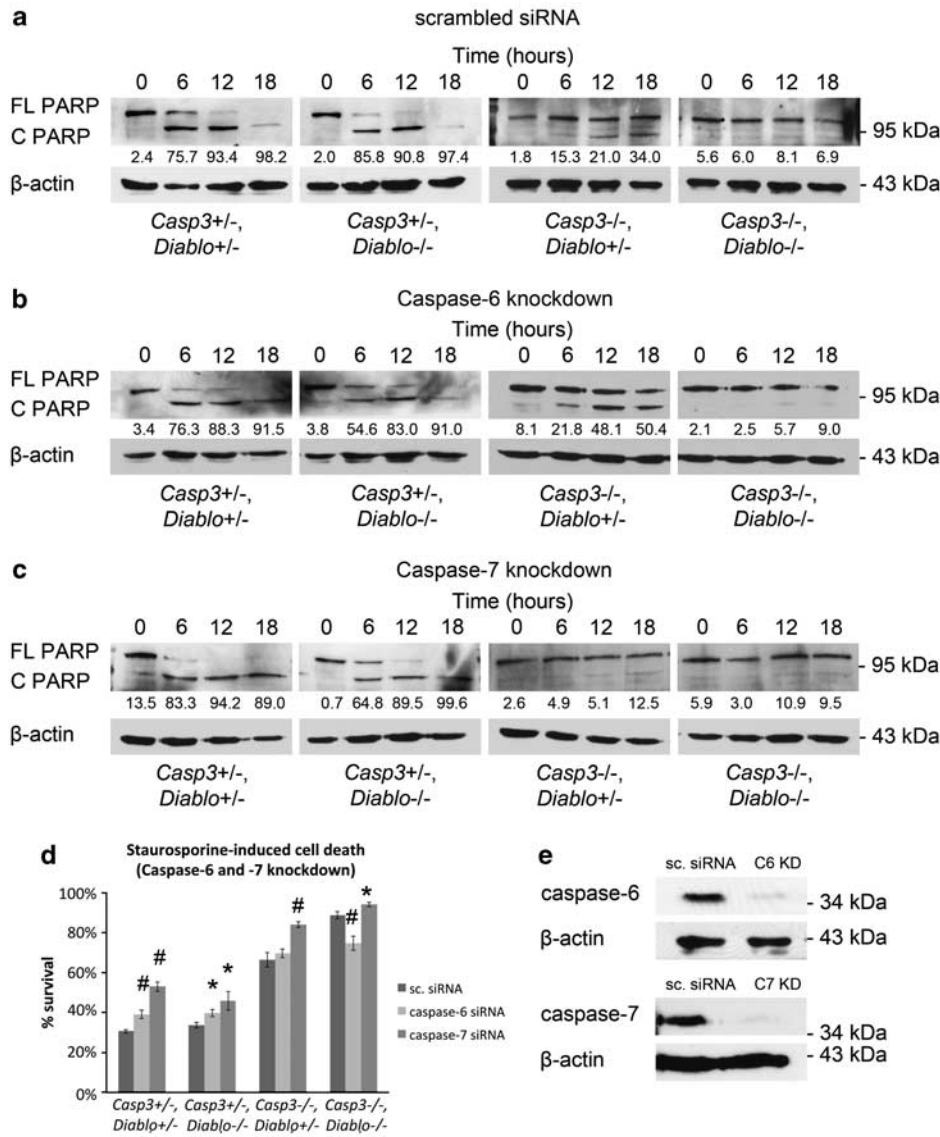 a
scrambled siRNA
Time (hours)
0 6 12 18 0 6 12 18 0 6 12 18 0 6 12 18
FL PARP
C PARP
- 95 kDa
2.4 75.7 93.4 98.2 2.0 85.8 90.8 97.4 1.8 15.3 21.0 34.0 5.6 6.0 8.1 6.9
β-actin - 43 kDa
Casp3+/-, Casp3+/-, Casp3-/-, Casp3-/-,
Diablo+/- Diablo-/- Diablo+/- Diablo-/-
b
Caspase-6 knockdown
Time (hours)
0 6 12 18 0 6 12 18 0 6 12 18 0 6 12 18
FL PARP
C PARP
- 95 kDa
3.4 76.3 88.3 91.5 3.8 54.6 83.0 91.0 8.1 21.8 48.1 50.4 2.1 2.5 5.7 9.0
β-actin - 43 kDa
Casp3+/-, Casp3+/-, Casp3-/-, Casp3-/-,
Diablo+/- Diablo-/- Diablo+/- Diablo-/-
c
Caspase-7 knockdown
Time (hours)
0 6 12 18 0 6 12 18 0 6 12 18 0 6 12 18
FL PARP
- 95 kDa
C PARP
13.5 83.3 94.2 89.0 0.7 64.8 89.5 99.6 2.6 4.9 5.1 12.5 5.9 3.0 10.9 9.5
β-actin - 43 kDa
Casp3+/-, Casp3+/-, Casp3-/-, Casp3-/-,
Diablo+/- Diablo-/- Diablo+/- Diablo-/-
d
Staurosporine-induced cell death
(Caspase-6 and -7 knockdown)
% survival
100%
80%
60%
40%
20%
0%
# # * * # # *
sc. siRNA
caspase-6 siRNA
caspase-7 siRNA
Casp3+/-, Casp3+/-, Casp3-/-, Casp3-/-,
Diablo+/- Diablo-/- Diablo+/- Diablo-/-
e
sc. siRNA C6 KD
caspase-6 - 34 kDa
β-actin - 43 kDa
sc. siRNA C7 KD
caspase-7 - 34 kDa
β-actin - 43 kDa